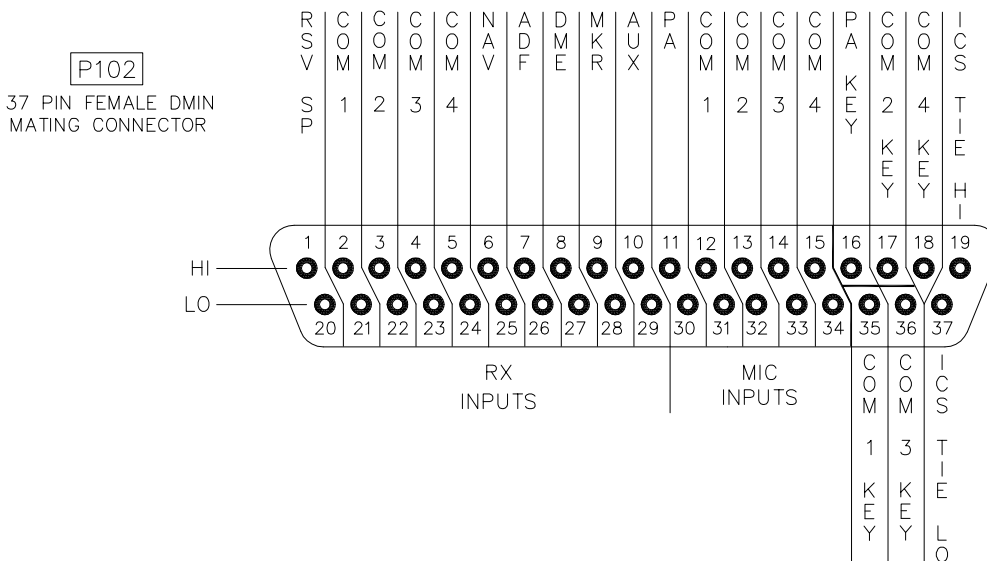 P102
37 PIN FEMALE DMIN
MATING CONNECTOR
RSV SP
COM 1
COM 2
COM 3
COM 4
NAV
ADF
DME
MKR
AUX
PA
COM 1
COM 2
COM 3
COM 4
PA KEY
COM 2 KEY
COM 4 KEY
ICS TIE HI
HI
1 2 3 4 5 6 7 8 9 10 11 12 13 14 15 16 17 18 19
LO
20 21 22 23 24 25 26 27 28 29 30 31 32 33 34 35 36 37
RX
INPUTS
MIC
INPUTS
COM 1 KEY
COM 3 KEY
ICS TIE LO